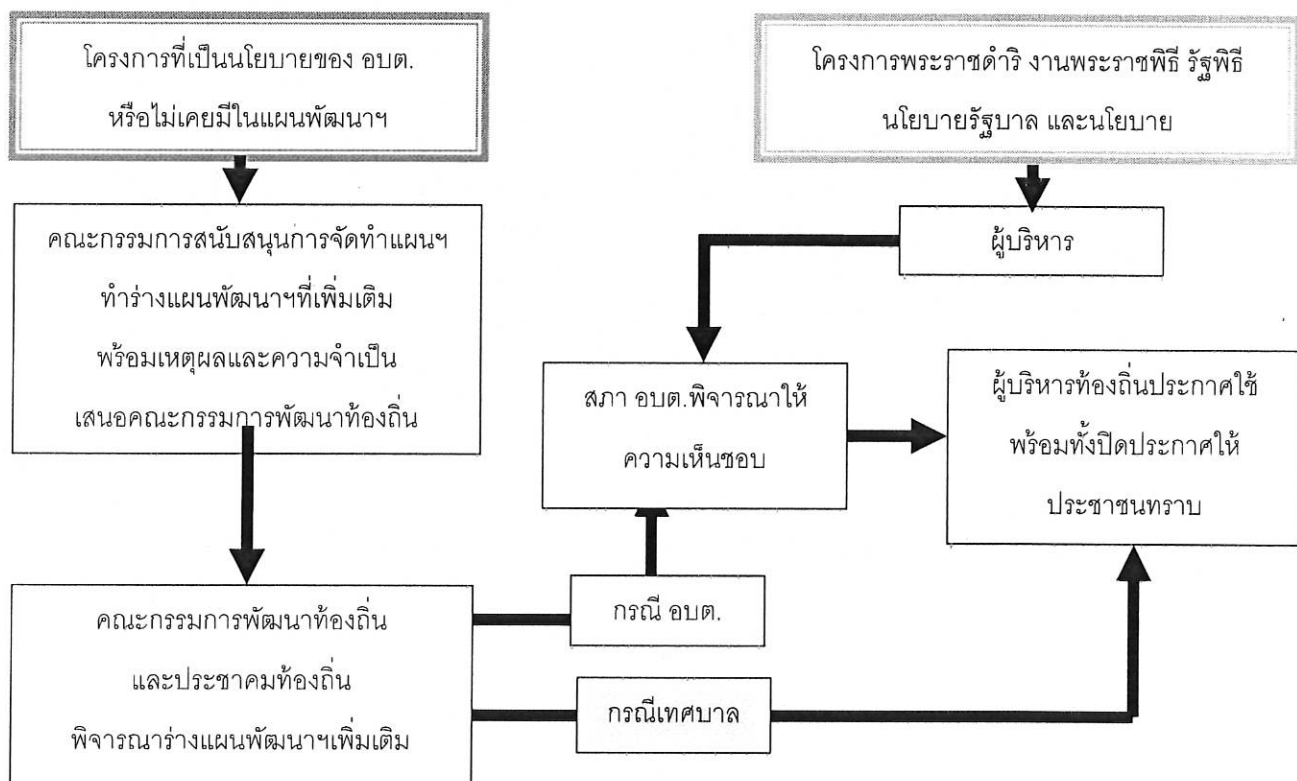 โครงการที่เป็นนโยบายของ อบต.
หรือไม่เคยมีในแผนพัฒนาฯ
โครงการพระราชดำริ งานพระราชพิธี รัฐพิธี
นโยบายรัฐบาล และนโยบาย
คณะกรรมการสนับสนุนการจัดทำแผนฯ
ทำร่างแผนพัฒนาฯที่เพิ่มเติม
พร้อมเหตุผลและความจำเป็น
เสนอคณะกรรมการพัฒนาท้องถิ่น
ผู้บริหาร
สภา อบต.พิจารณาให้
ความเห็นชอบ
ผู้บริหารท้องถิ่นประกาศใช้
พร้อมทั้งปิดประกาศให้
ประชาชนทราบ
คณะกรรมการพัฒนาท้องถิ่น
และประชาคมท้องถิ่น
พิจารณาร่างแผนพัฒนาฯเพิ่มเติม
กรณี อบต.
กรณีเทศบาล